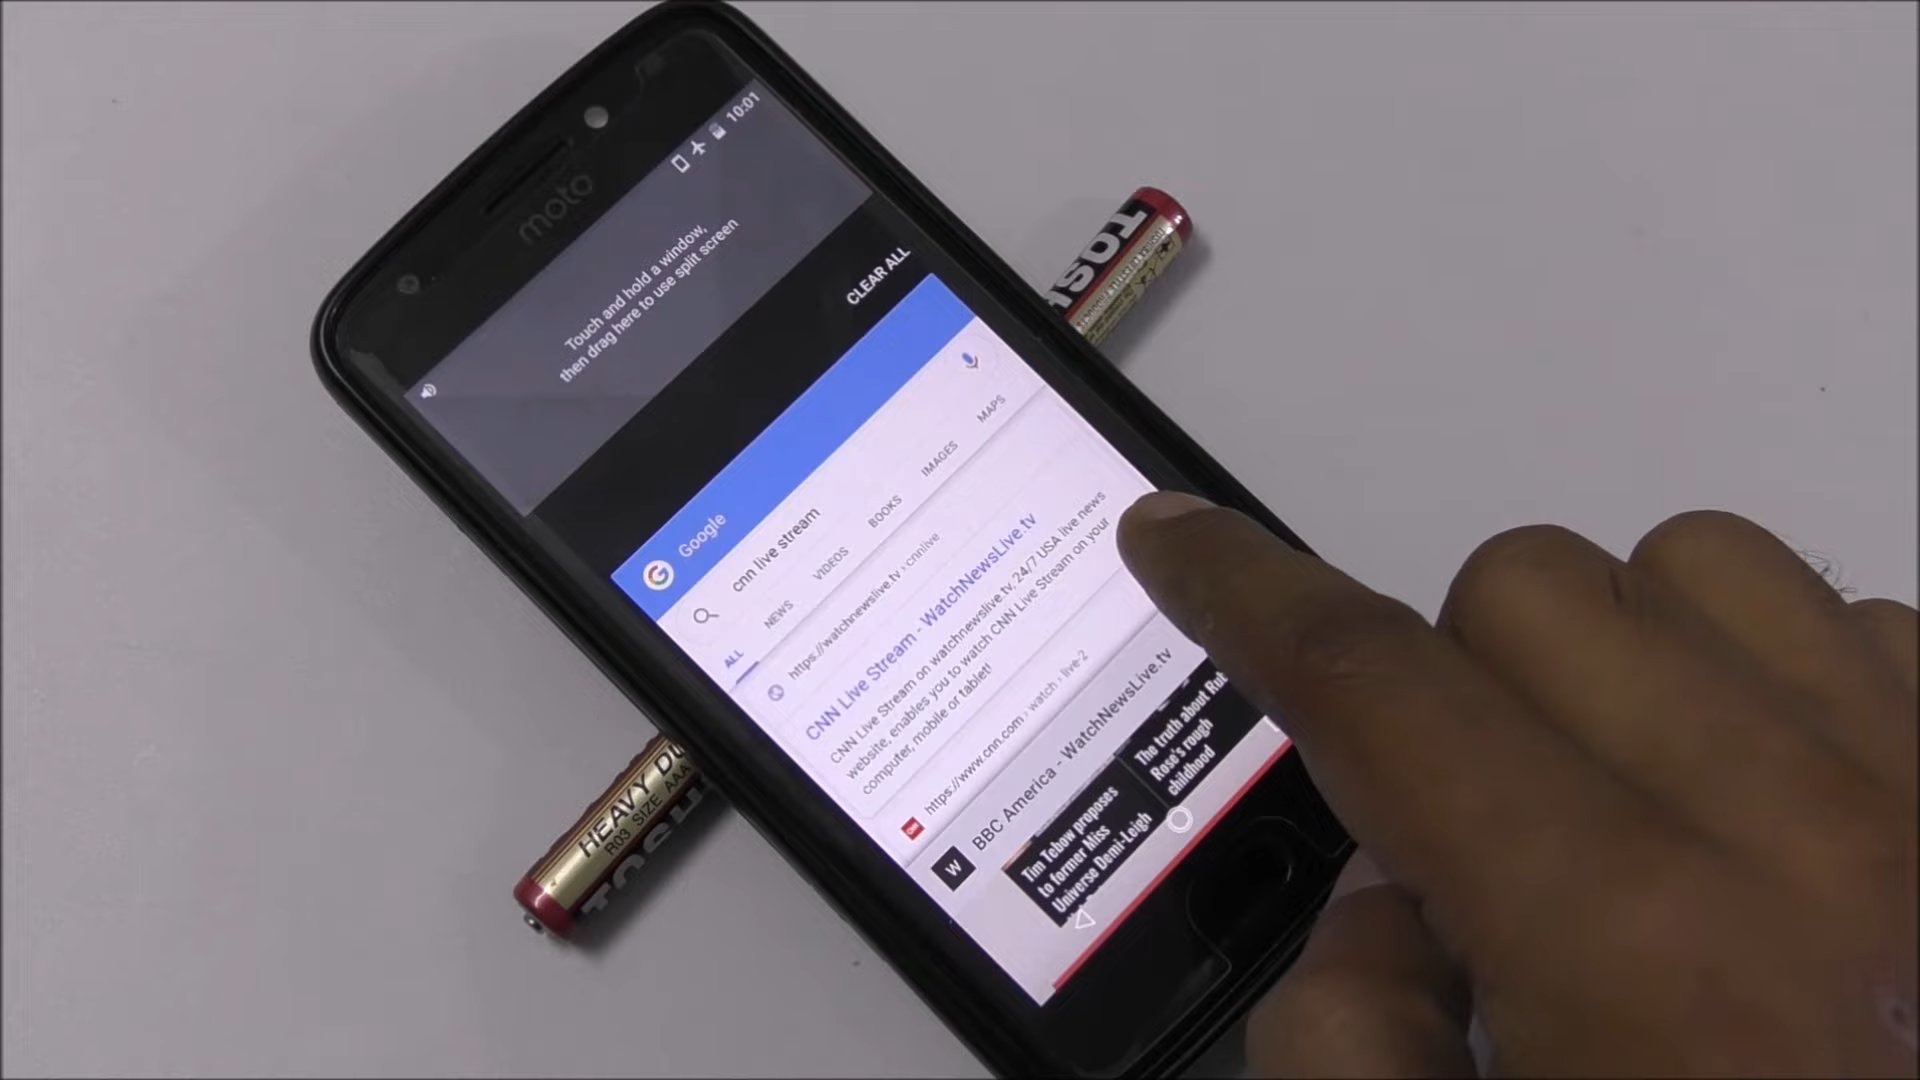 moto
10:01
Touch and hold a window,
then drag here to use split screen
CLEAR ALL
Google
cnn live stream
ALL NEWS VIDEOS BOOKS IMAGES MAPS
https://watchnewslive.tv › cnnlive
CNN Live Stream - WatchNewsLive.tv
CNN Live Stream on watchnewslive.tv, 24/7 USA live news
website, enables you to watch CNN Live Stream on your
computer, mobile or tablet!
https://www.cnn.com › watch › live-2
W BBC America - WatchNewsLive.tv
Tim Tebow proposes
to former Miss
Universe Demi-Leigh
The truth about Rut
Rose's rough
childhood
TOSH
HEAVY DU
R03 SIZE AAA
TOSH